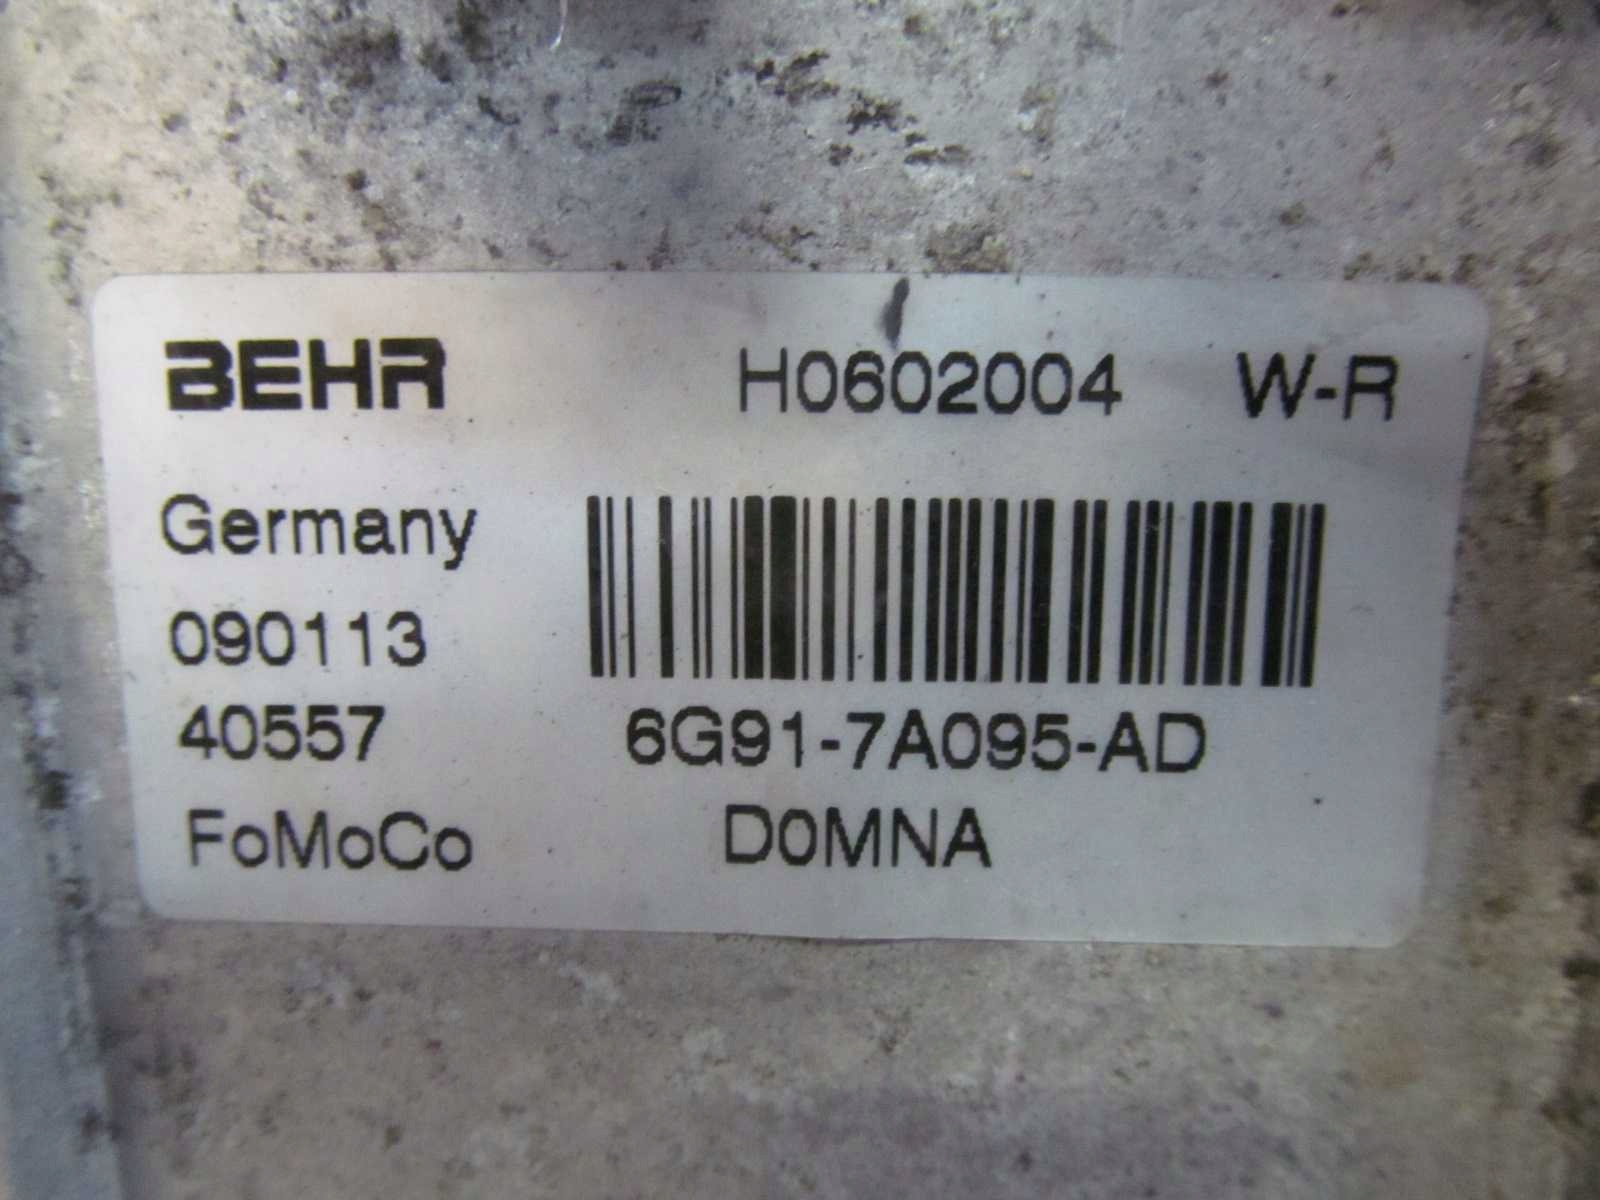 BEHR H0602004 W-R
Germany
090113
40557 6G91-7A095-AD
FoMoCo D0MNA